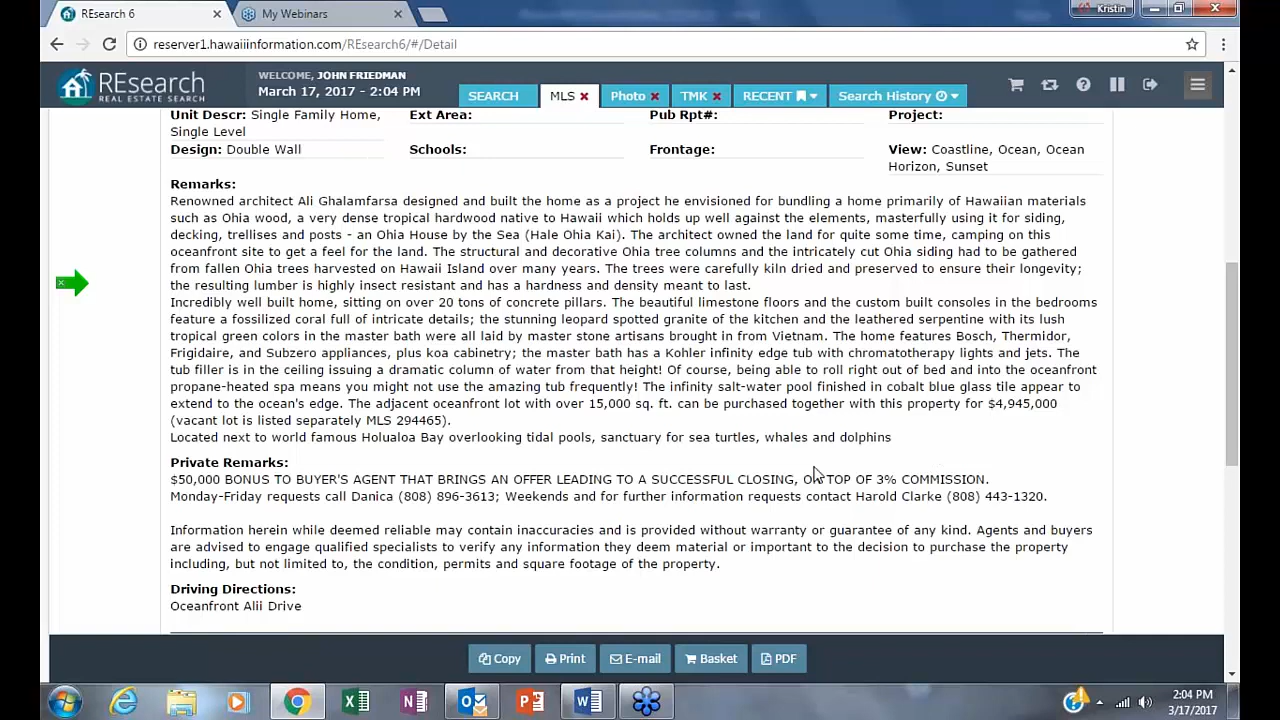 REsearch 6
My Webinars
Kristin
reserver1.hawaiiinformation.com/REsearch6/#/Detail
REsearch
REAL ESTATE SEARCH
WELCOME, JOHN FRIEDMAN
March 17, 2017 - 2:04 PM
SEARCH MLS Photo TMK RECENT Search History
Unit Descr: Single Family Home, Ext Area: Pub Rpt#: Project:
Single Level
Design: Double Wall Schools: Frontage: View: Coastline, Ocean, Ocean
Horizon, Sunset
Remarks:
Renowned architect Ali Ghalamfarsa designed and built the home as a project he envisioned for bundling a home primarily of Hawaiian materials
such as Ohia wood, a very dense tropical hardwood native to Hawaii which holds up well against the elements, masterfully using it for siding,
decking, trellises and posts - an Ohia House by the Sea (Hale Ohia Kai). The architect owned the land for quite some time, camping on this
oceanfront site to get a feel for the land. The structural and decorative Ohia tree columns and the intricately cut Ohia siding had to be gathered
from fallen Ohia trees harvested on Hawaii Island over many years. The trees were carefully kiln dried and preserved to ensure their longevity;
the resulting lumber is highly insect resistant and has a hardness and density meant to last.
Incredibly well built home, sitting on over 20 tons of concrete pillars. The beautiful limestone floors and the custom built consoles in the bedrooms
feature a fossilized coral full of intricate details; the stunning leopard spotted granite of the kitchen and the leathered serpentine with its lush
tropical green colors in the master bath were all laid by master stone artisans brought in from Vietnam. The home features Bosch, Thermidor,
Frigidaire, and Subzero appliances, plus koa cabinetry; the master bath has a Kohler infinity edge tub with chromatotherapy lights and jets. The
tub filler is in the ceiling issuing a dramatic column of water from that height! Of course, being able to roll right out of bed and into the oceanfront
propane-heated spa means you might not use the amazing tub frequently! The infinity salt-water pool finished in cobalt blue glass tile appear to
extend to the ocean's edge. The adjacent oceanfront lot with over 15,000 sq. ft. can be purchased together with this property for $4,945,000
(vacant lot is listed separately MLS 294465).
Located next to world famous Holualoa Bay overlooking tidal pools, sanctuary for sea turtles, whales and dolphins
Private Remarks:
$50,000 BONUS TO BUYER'S AGENT THAT BRINGS AN OFFER LEADING TO A SUCCESSFUL CLOSING, ON TOP OF 3% COMMISSION.
Monday-Friday requests call Danica (808) 896-3613; Weekends and for further information requests contact Harold Clarke (808) 443-1320.
Information herein while deemed reliable may contain inaccuracies and is provided without warranty or guarantee of any kind. Agents and buyers
are advised to engage qualified specialists to verify any information they deem material or important to the decision to purchase the property
including, but not limited to, the condition, permits and square footage of the property.
Driving Directions:
Oceanfront Alii Drive
Copy Print E-mail Basket PDF
2:04 PM
3/17/2017